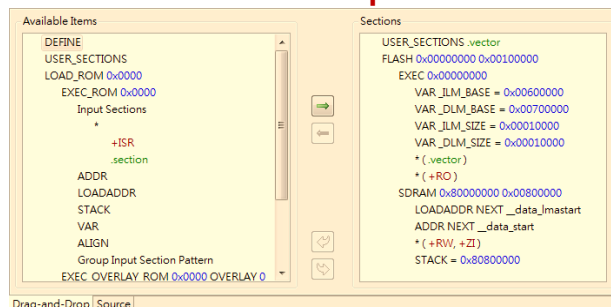 Available Items
DEFINE
USER_SECTIONS
LOAD_ROM 0x0000
EXEC_ROM 0x0000
Input Sections
*
+ISR
.section
ADDR
LOADADDR
STACK
VAR
ALIGN
Group Input Section Pattern
EXEC_OVERLAY_ROM 0x0000 OVERLAY 0
Sections
USER_SECTIONS .vector
FLASH 0x00000000 0x00100000
EXEC 0x00000000
VAR _ILM_BASE = 0x00600000
VAR _DLM_BASE = 0x00700000
VAR _ILM_SIZE = 0x00010000
VAR _DLM_SIZE = 0x00010000
* ( .vector )
* ( +RO )
SDRAM 0x80000000 0x00800000
LOADADDR NEXT __data_lmastart
ADDR NEXT __data_start
* ( +RW, +ZI )
STACK = 0x80800000
Drag-and-Drop Source